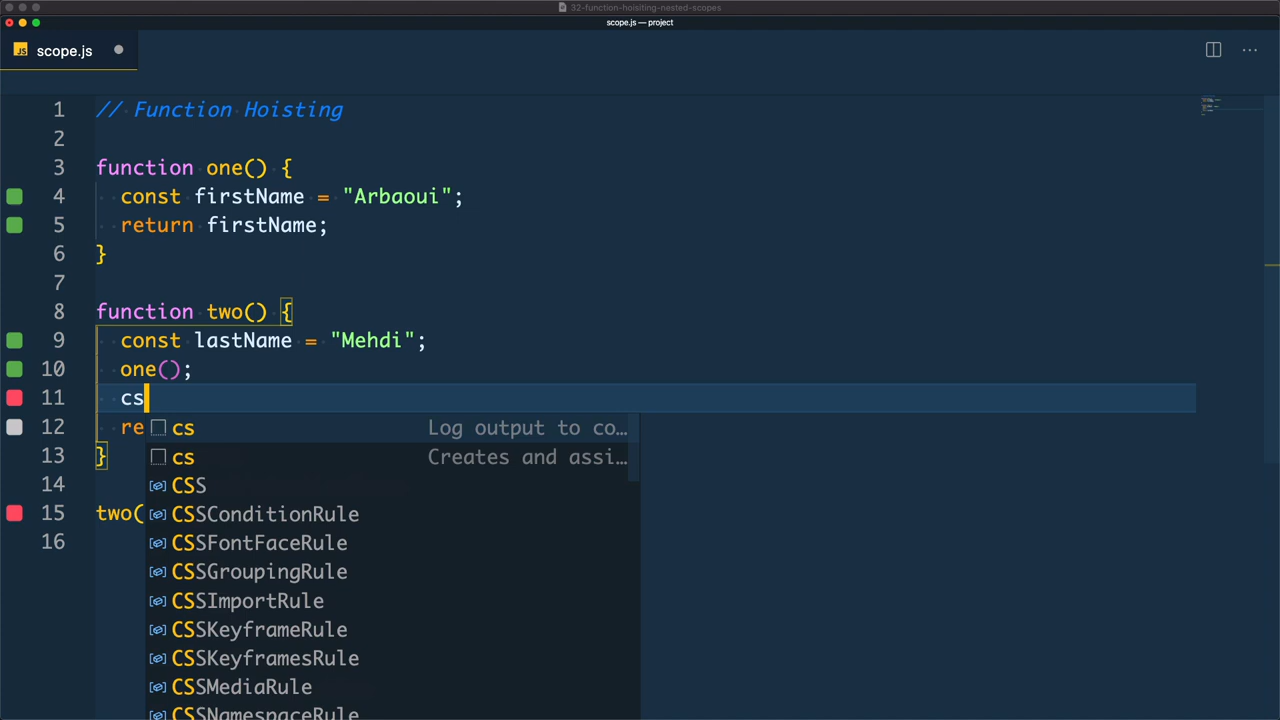 32-function-hoisiting-nested-scopes
scope.js — project
JS scope.js
1 // Function Hoisting
2
3 function one() {
4 const firstName = "Arbaoui";
5 return firstName;
6 }
7
8 function two() {
9 const lastName = "Mehdi";
10 one();
11 cs
12 re
cs Log output to co…
13 }
cs Creates and assi…
14
CSS
15 two(
CSSConditionRule
16
CSSFontFaceRule
CSSGroupingRule
CSSImportRule
CSSKeyframeRule
CSSKeyframesRule
CSSMediaRule
CSSNamespaceRule